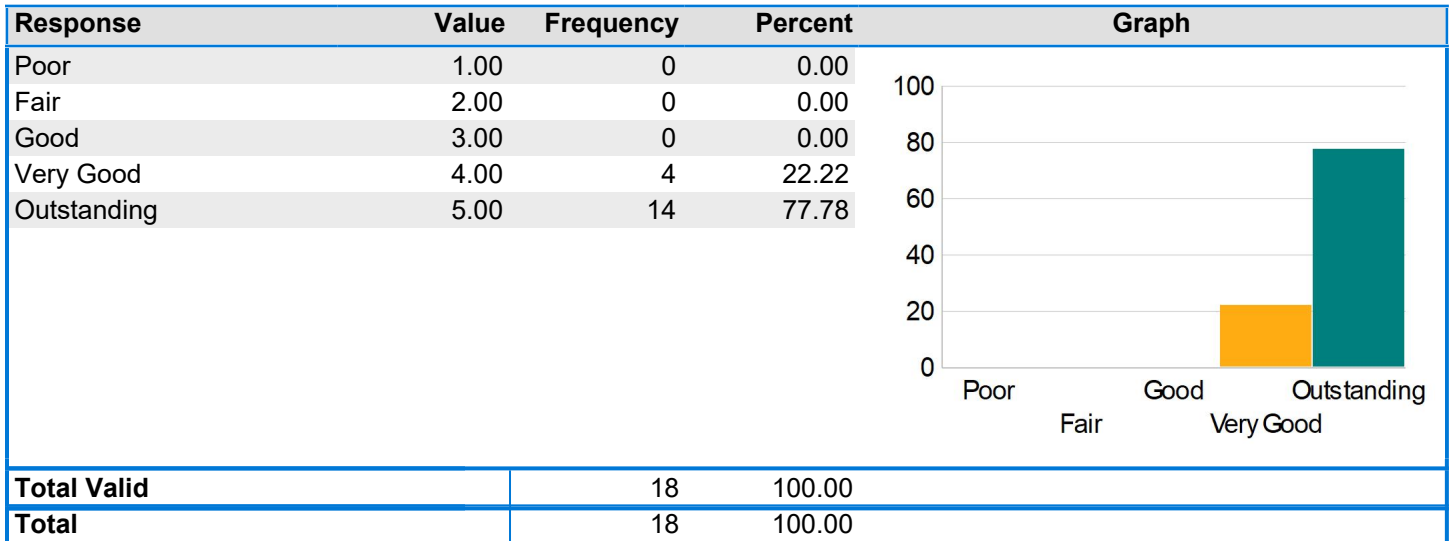 Response Value Frequency Percent Graph
Poor 1.00 0 0.00
Fair 2.00 0 0.00
Good 3.00 0 0.00
Very Good 4.00 4 22.22
Outstanding 5.00 14 77.78
100
80
60
40
20
0
Poor Good Outstanding
Fair Very Good
Total Valid 18 100.00
Total 18 100.00